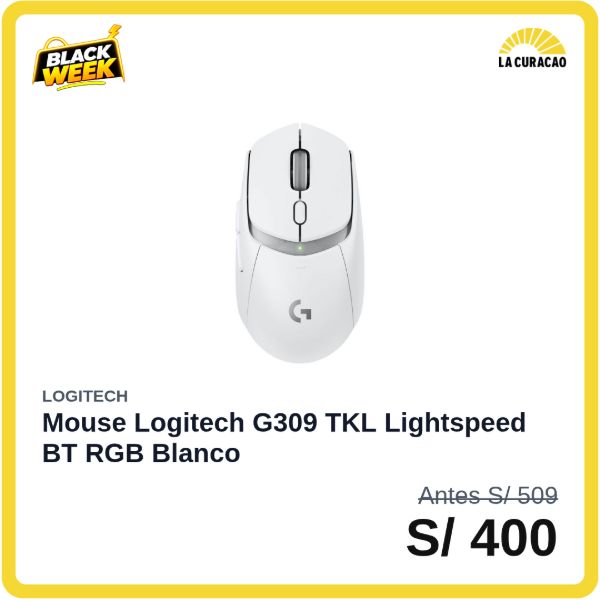 BLACK
WEEK
LA CURACAO
LOGITECH
Mouse Logitech G309 TKL Lightspeed
BT RGB Blanco
Antes S/ 509
S/ 400